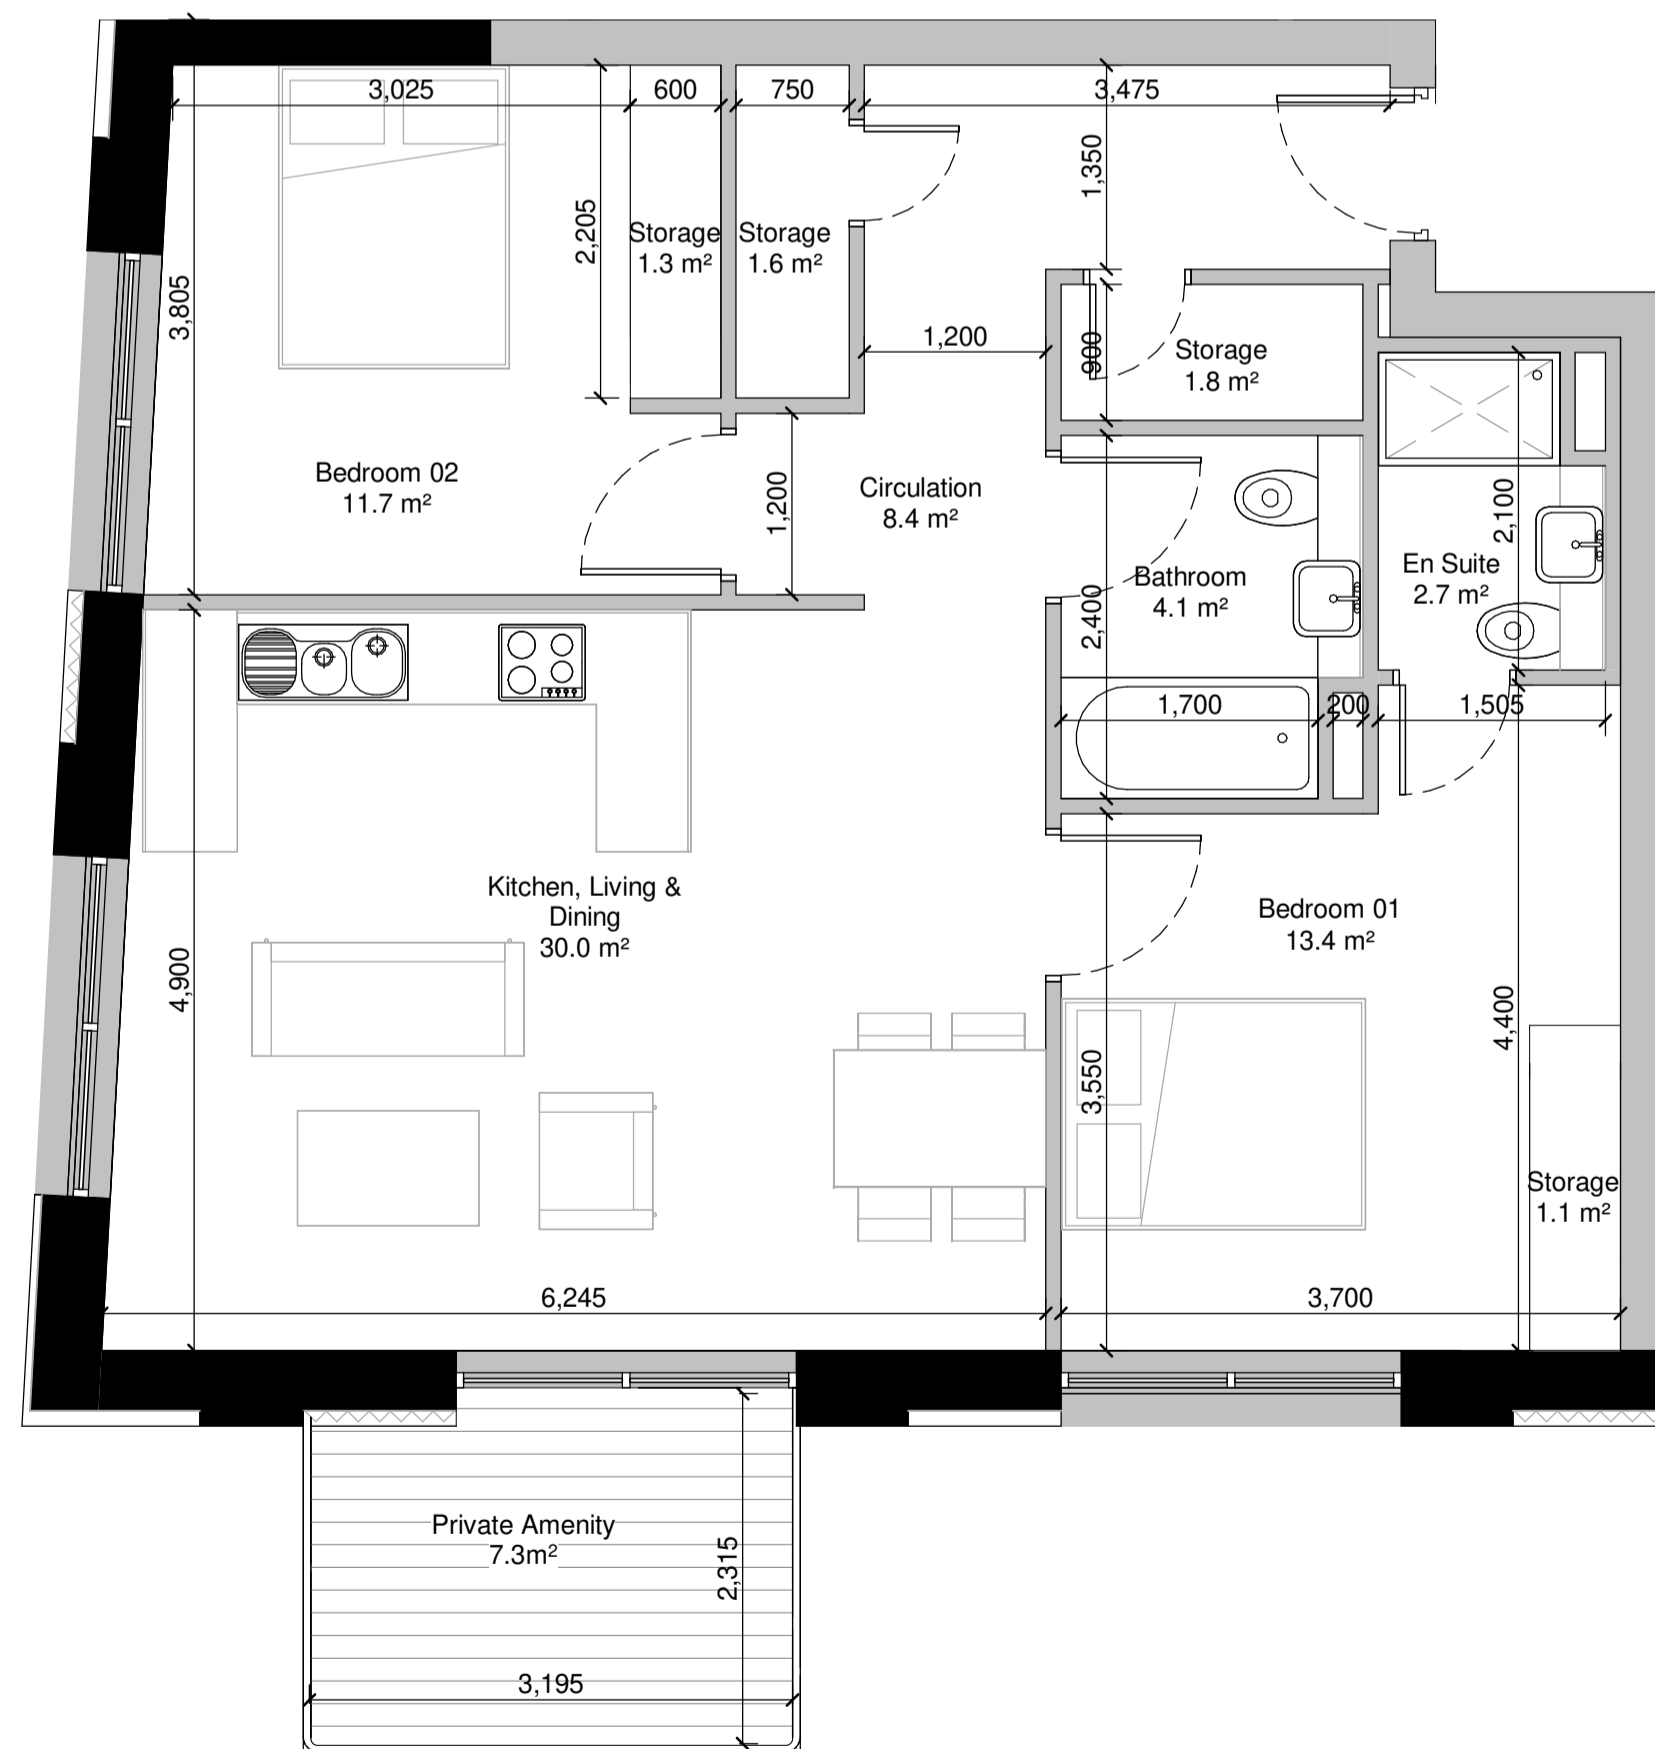 3,025
600
750
3,475
1,350
2,205
3,805
Storage
1.3 m²
Storage
1.6 m²
1,200
900
Storage
1.8 m²
Bedroom 02
11.7 m²
1,200
Circulation
8.4 m²
2,100
Bathroom
4.1 m²
2,400
En Suite
2.7 m²
1,700
200
1,505
Kitchen, Living &
Dining
30.0 m²
Bedroom 01
13.4 m²
4,900
4,400
3,550
Storage
1.1 m²
6,245
3,700
Private Amenity
7.3m²
2,315
3,195